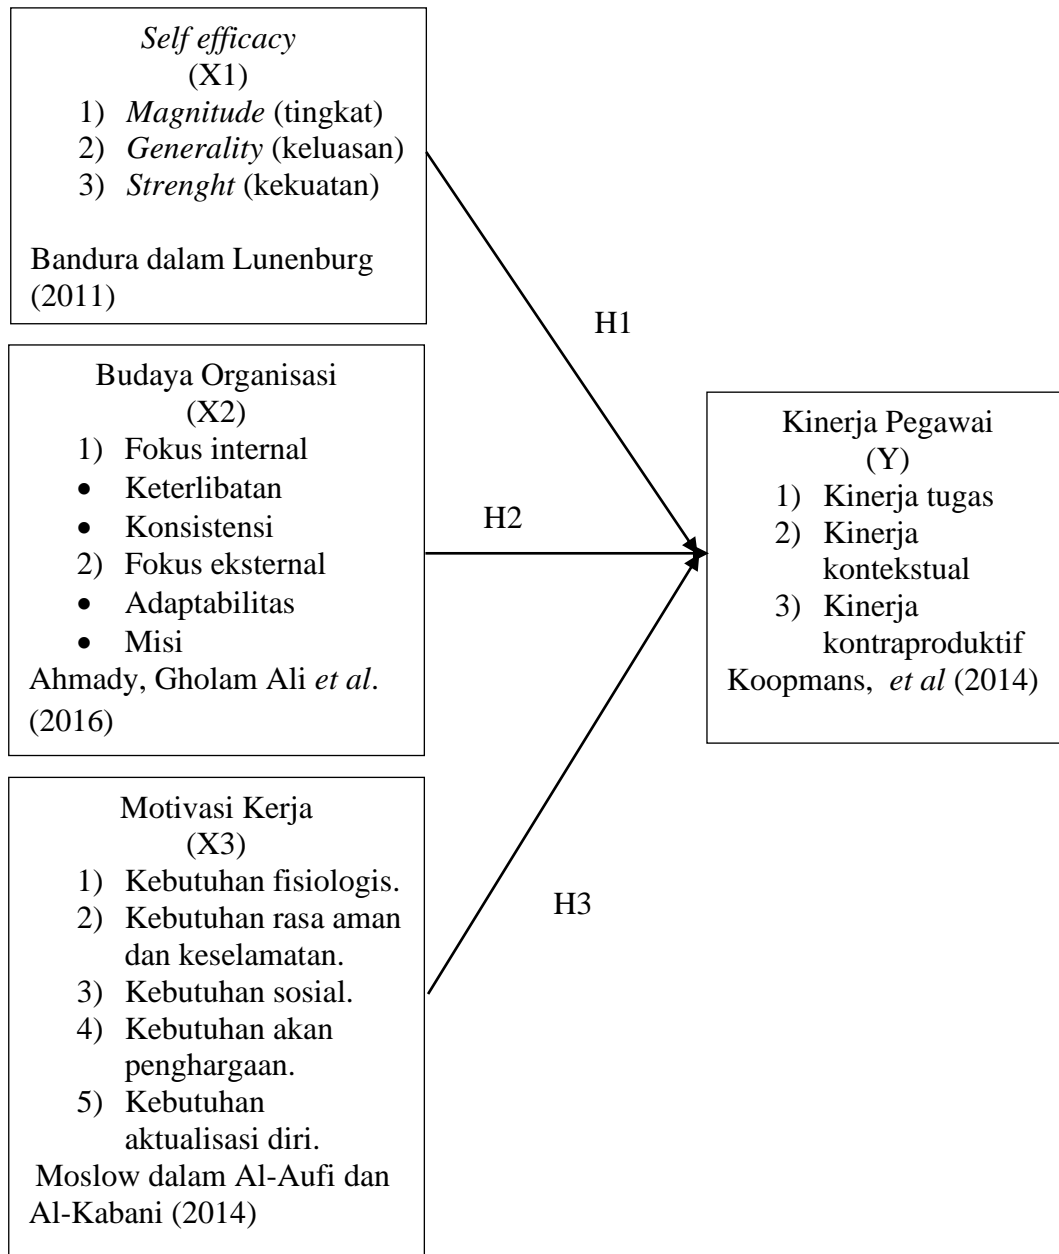 Self efficacy
(X1)
1) Magnitude (tingkat)
2) Generality (keluasan)
3) Strenght (kekuatan)
Bandura dalam Lunenburg
(2011)
H1
Budaya Organisasi
(X2)
1) Fokus internal
• Keterlibatan
• Konsistensi
2) Fokus eksternal
• Adaptabilitas
• Misi
Ahmady, Gholam Ali et al.
(2016)
H2
Kinerja Pegawai
(Y)
1) Kinerja tugas
2) Kinerja
kontekstual
3) Kinerja
kontraproduktif
Koopmans, et al (2014)
Motivasi Kerja
(X3)
1) Kebutuhan fisiologis.
2) Kebutuhan rasa aman
dan keselamatan.
3) Kebutuhan sosial.
4) Kebutuhan akan
penghargaan.
5) Kebutuhan
aktualisasi diri.
Moslow dalam Al-Aufi dan
Al-Kabani (2014)
H3